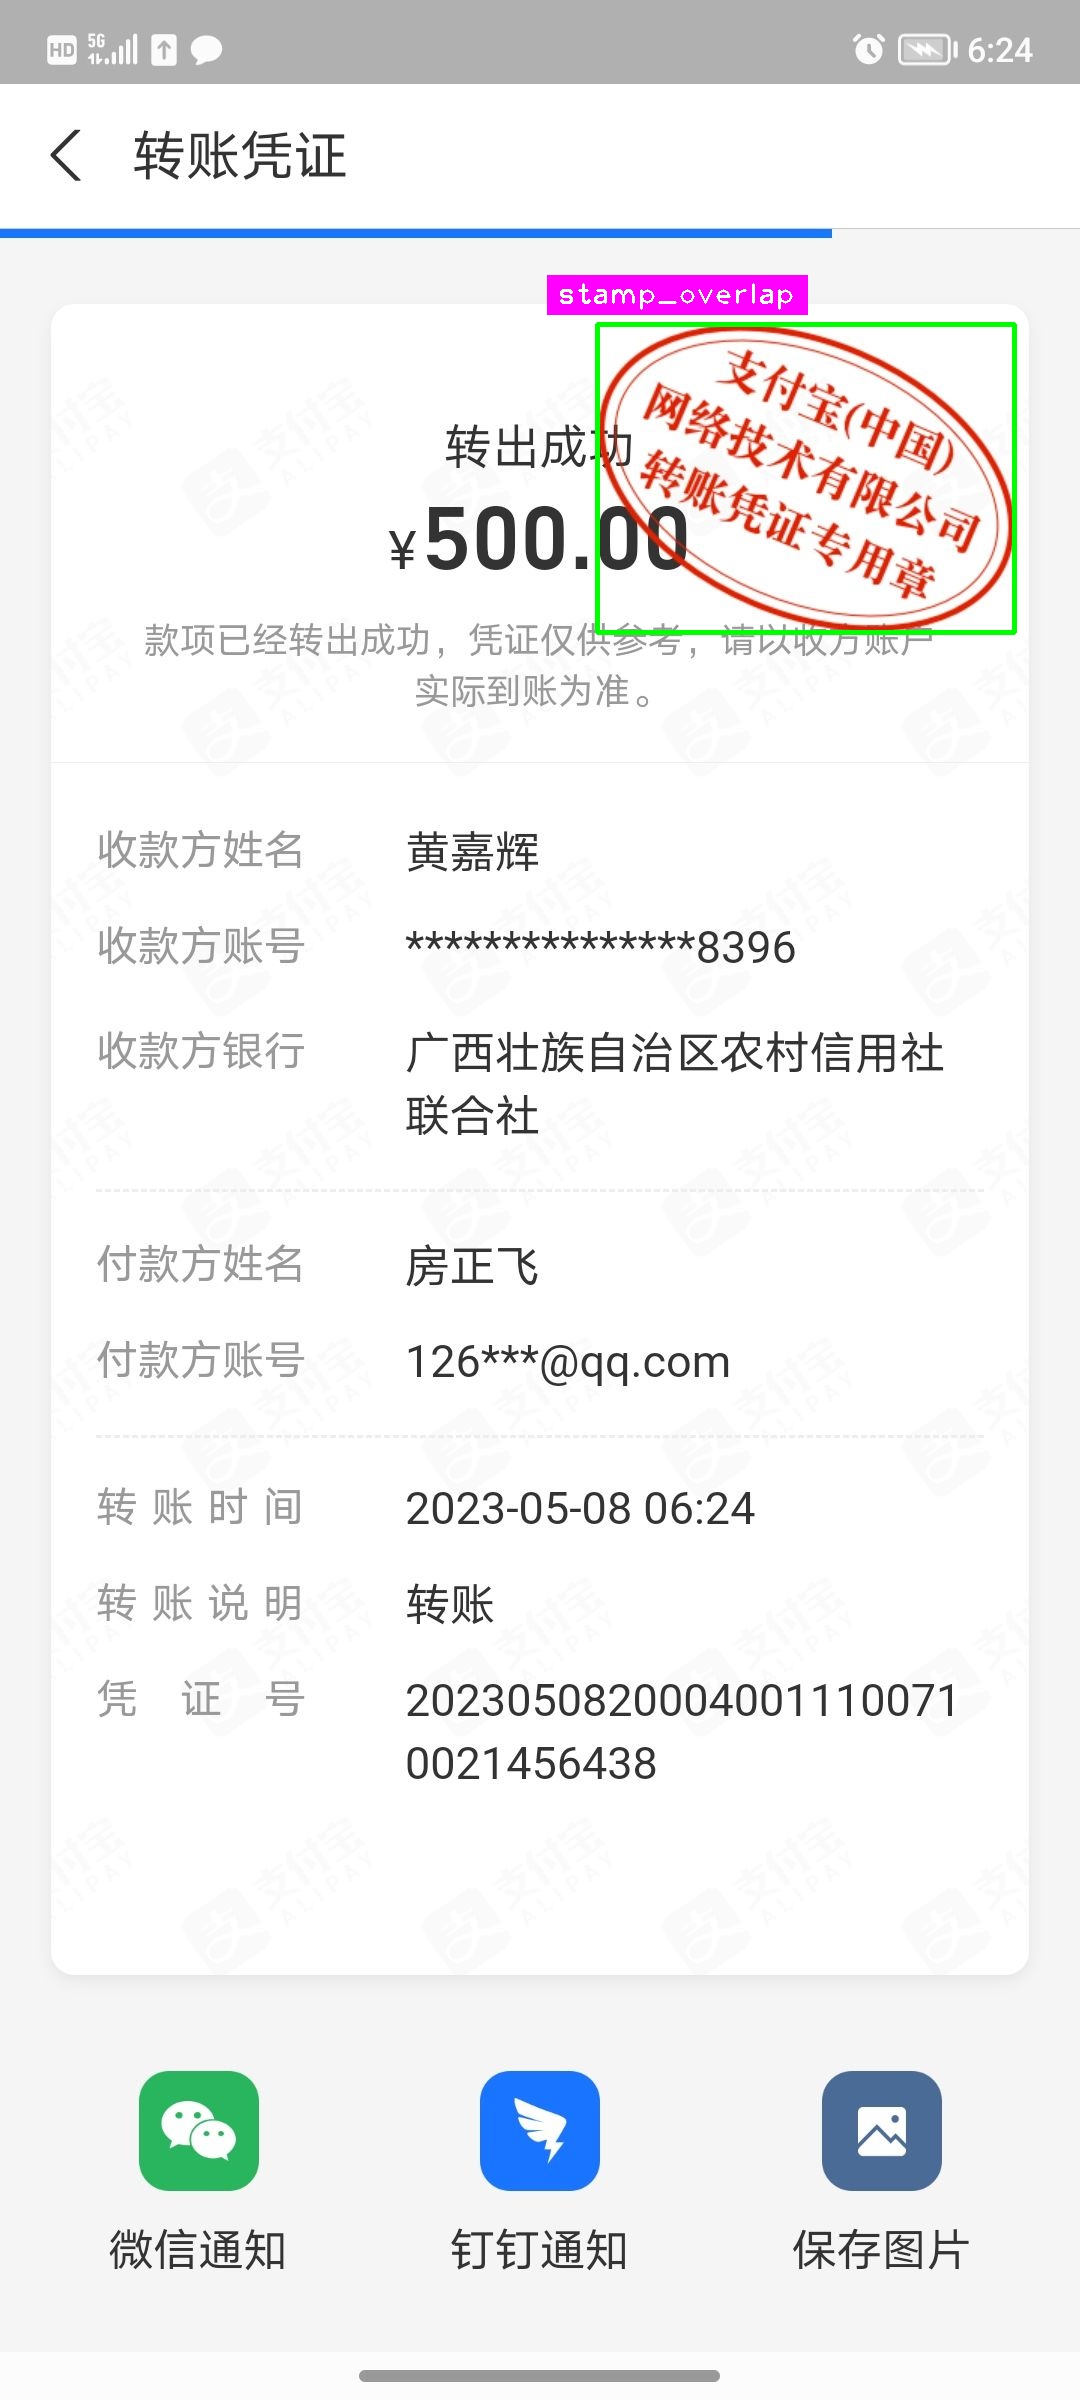 HD 5G 6:24
转账凭证
stamp_overlap
支付宝(中国)
网络技术有限公司
转账凭证专用章
转出成功
¥500.00
款项已经转出成功，凭证仅供参考，请以收方账户
实际到账为准。
收款方姓名 黄嘉辉
收款方账号 ***************8396
收款方银行 广西壮族自治区农村信用社
联合社
付款方姓名 房正飞
付款方账号 126***@qq.com
转账时间 2023-05-08 06:24
转账说明 转账
凭证号 2023050820004001110071
0021456438
支付宝 ALIPAY
微信通知 钉钉通知 保存图片